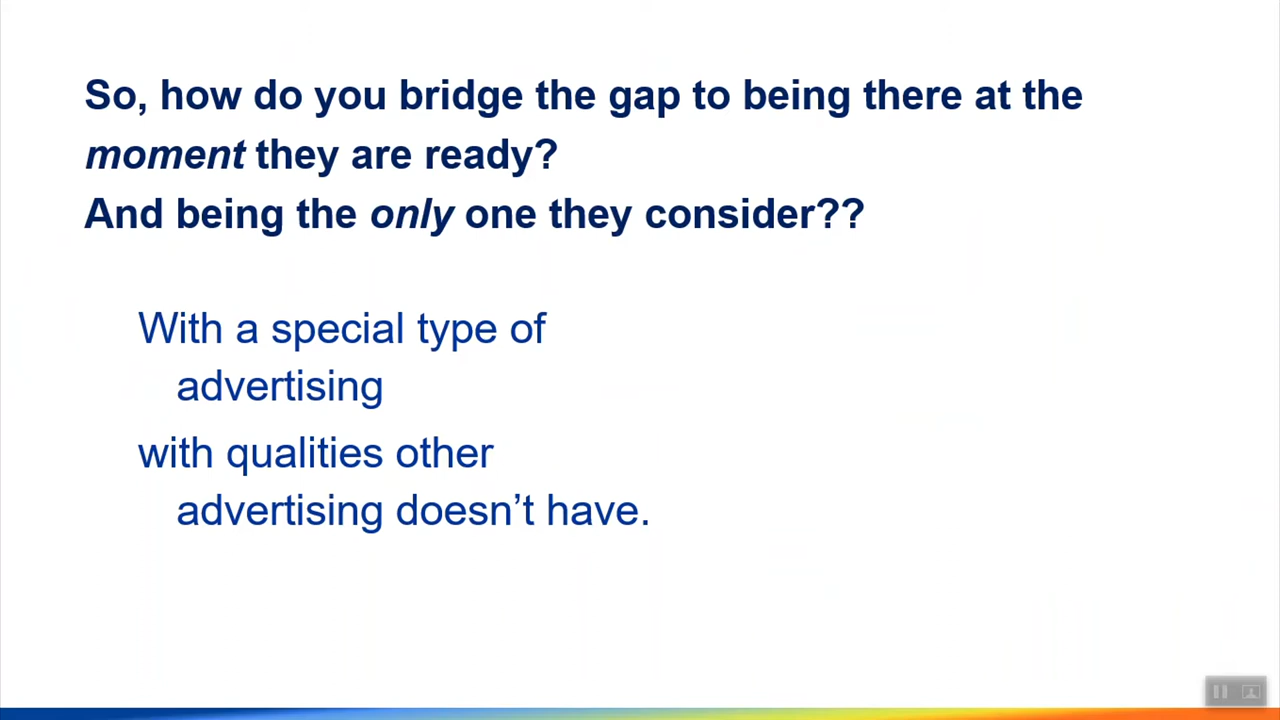 So, how do you bridge the gap to being there at the
moment they are ready?
And being the only one they consider??
With a special type of
advertising
with qualities other
advertising doesn’t have.